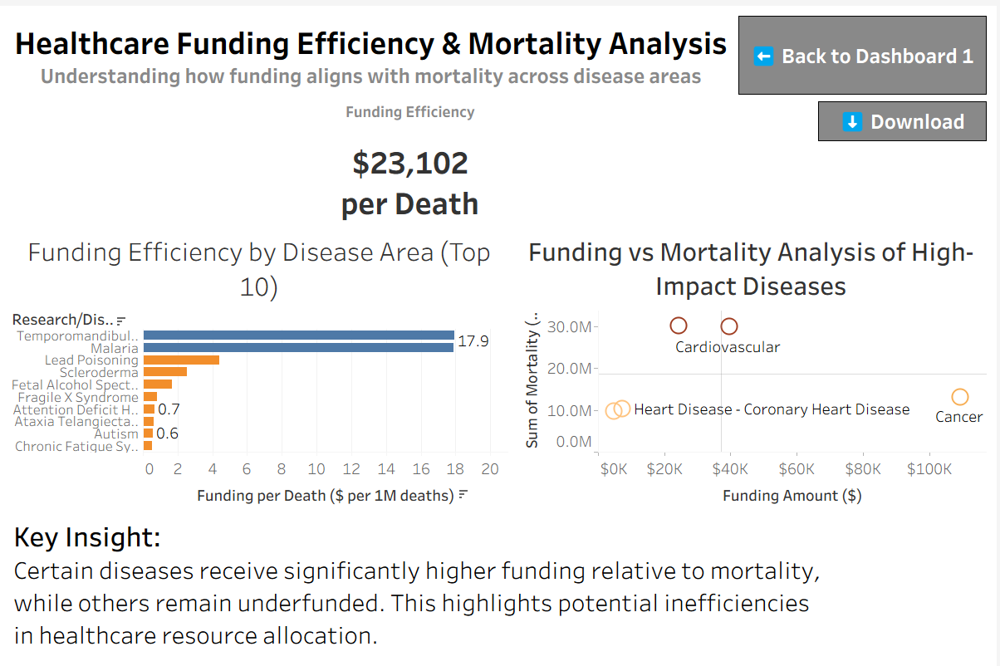 Healthcare Funding Efficiency & Mortality Analysis
Understanding how funding aligns with mortality across disease areas
⬅ Back to Dashboard 1
⬇ Download
Funding Efficiency
$23,102
per Death
Funding Efficiency by Disease Area (Top
10)
Research/Dis..
Temporomandibul..
Malaria
17.9
Lead Poisoning
Scleroderma
Fetal Alcohol Spect..
Fragile X Syndrome
Attention Deficit H..
0.7
Ataxia Telangiecta..
Autism
0.6
Chronic Fatigue Sy..
0 2 4 6 8 10 12 14 16 18 20
Funding per Death ($ per 1M deaths)
Funding vs Mortality Analysis of High-
Impact Diseases
Sum of Mortality (..
30.0M
20.0M
10.0M
0.0M
Cardiovascular
Heart Disease - Coronary Heart Disease
Cancer
$0K $20K $40K $60K $80K $100K
Funding Amount ($)
Key Insight:
Certain diseases receive significantly higher funding relative to mortality,
while others remain underfunded. This highlights potential inefficiencies
in healthcare resource allocation.